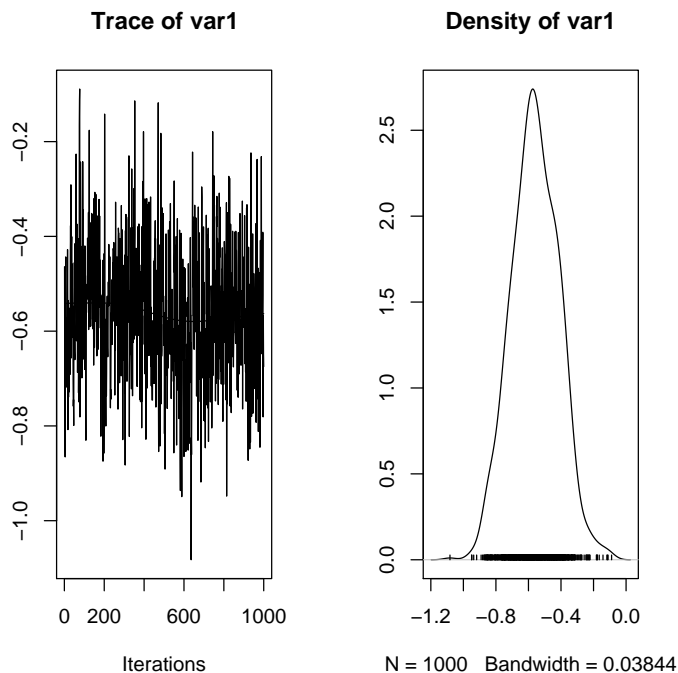 Trace of var1
−0.2
−0.4
−0.6
−0.8
−1.0
0 200 600 1000
Iterations
Density of var1
2.5
2.0
1.5
1.0
0.5
0.0
−1.2 −0.8 −0.4 0.0
N = 1000 Bandwidth = 0.03844